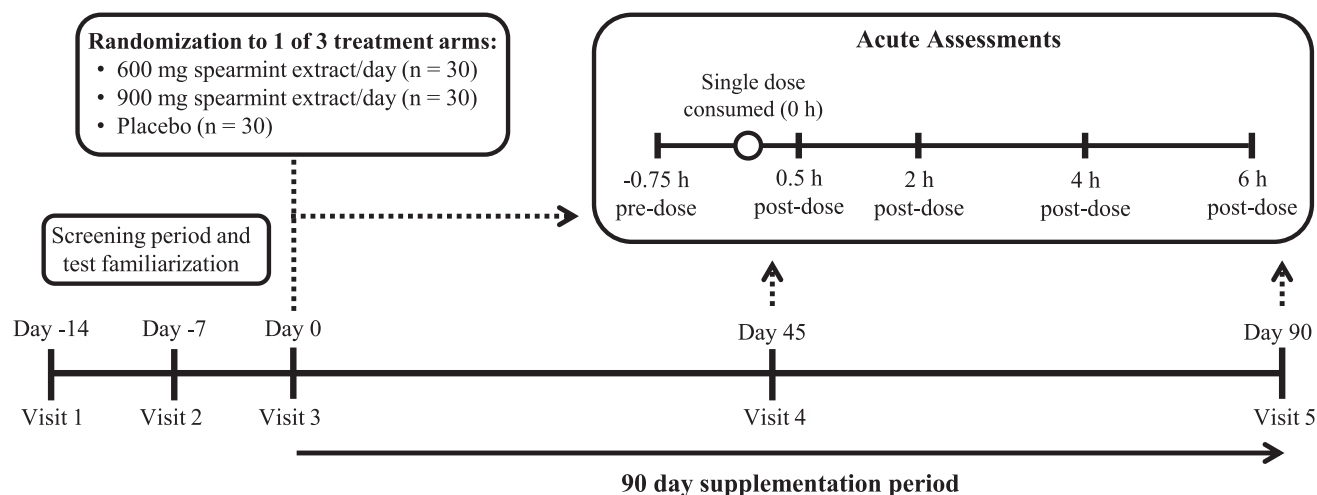 Randomization to 1 of 3 treatment arms:
• 600 mg spearmint extract/day (n = 30)
• 900 mg spearmint extract/day (n = 30)
• Placebo (n = 30)
Acute Assessments
Single dose
consumed (0 h)
-0.75 h
pre-dose
0.5 h
post-dose
2 h
post-dose
4 h
post-dose
6 h
post-dose
Screening period and
test familiarization
Day -14
Day -7
Day 0
Day 45
Day 90
Visit 1
Visit 2
Visit 3
Visit 4
Visit 5
90 day supplementation period